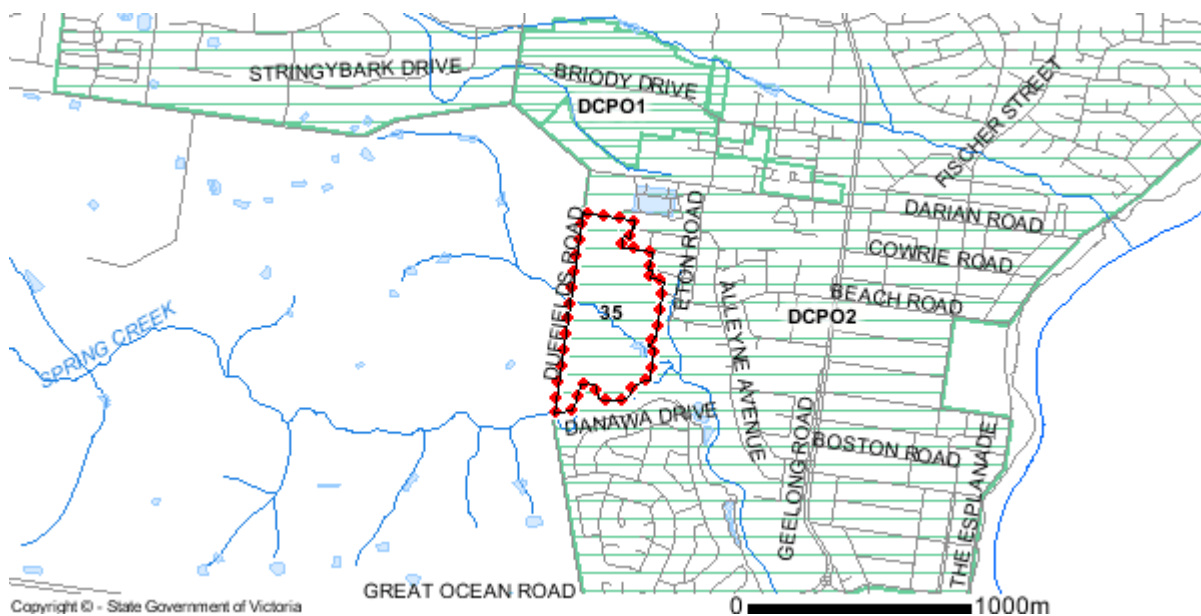 STRINGYBARK DRIVE
BRIODY DRIVE
DCPO1
FISCHER STREET
DARIAN ROAD
COWRIE ROAD
BEACH ROAD
DUFFIELDS ROAD
ETON ROAD
35
DCPO2
SPRING CREEK
ALLEYNE AVENUE
DANAWA DRIVE
BOSTON ROAD
GEELONG ROAD
THE ESPLANADE
GREAT OCEAN ROAD
Copyright © - State Government of Victoria
0 1000m